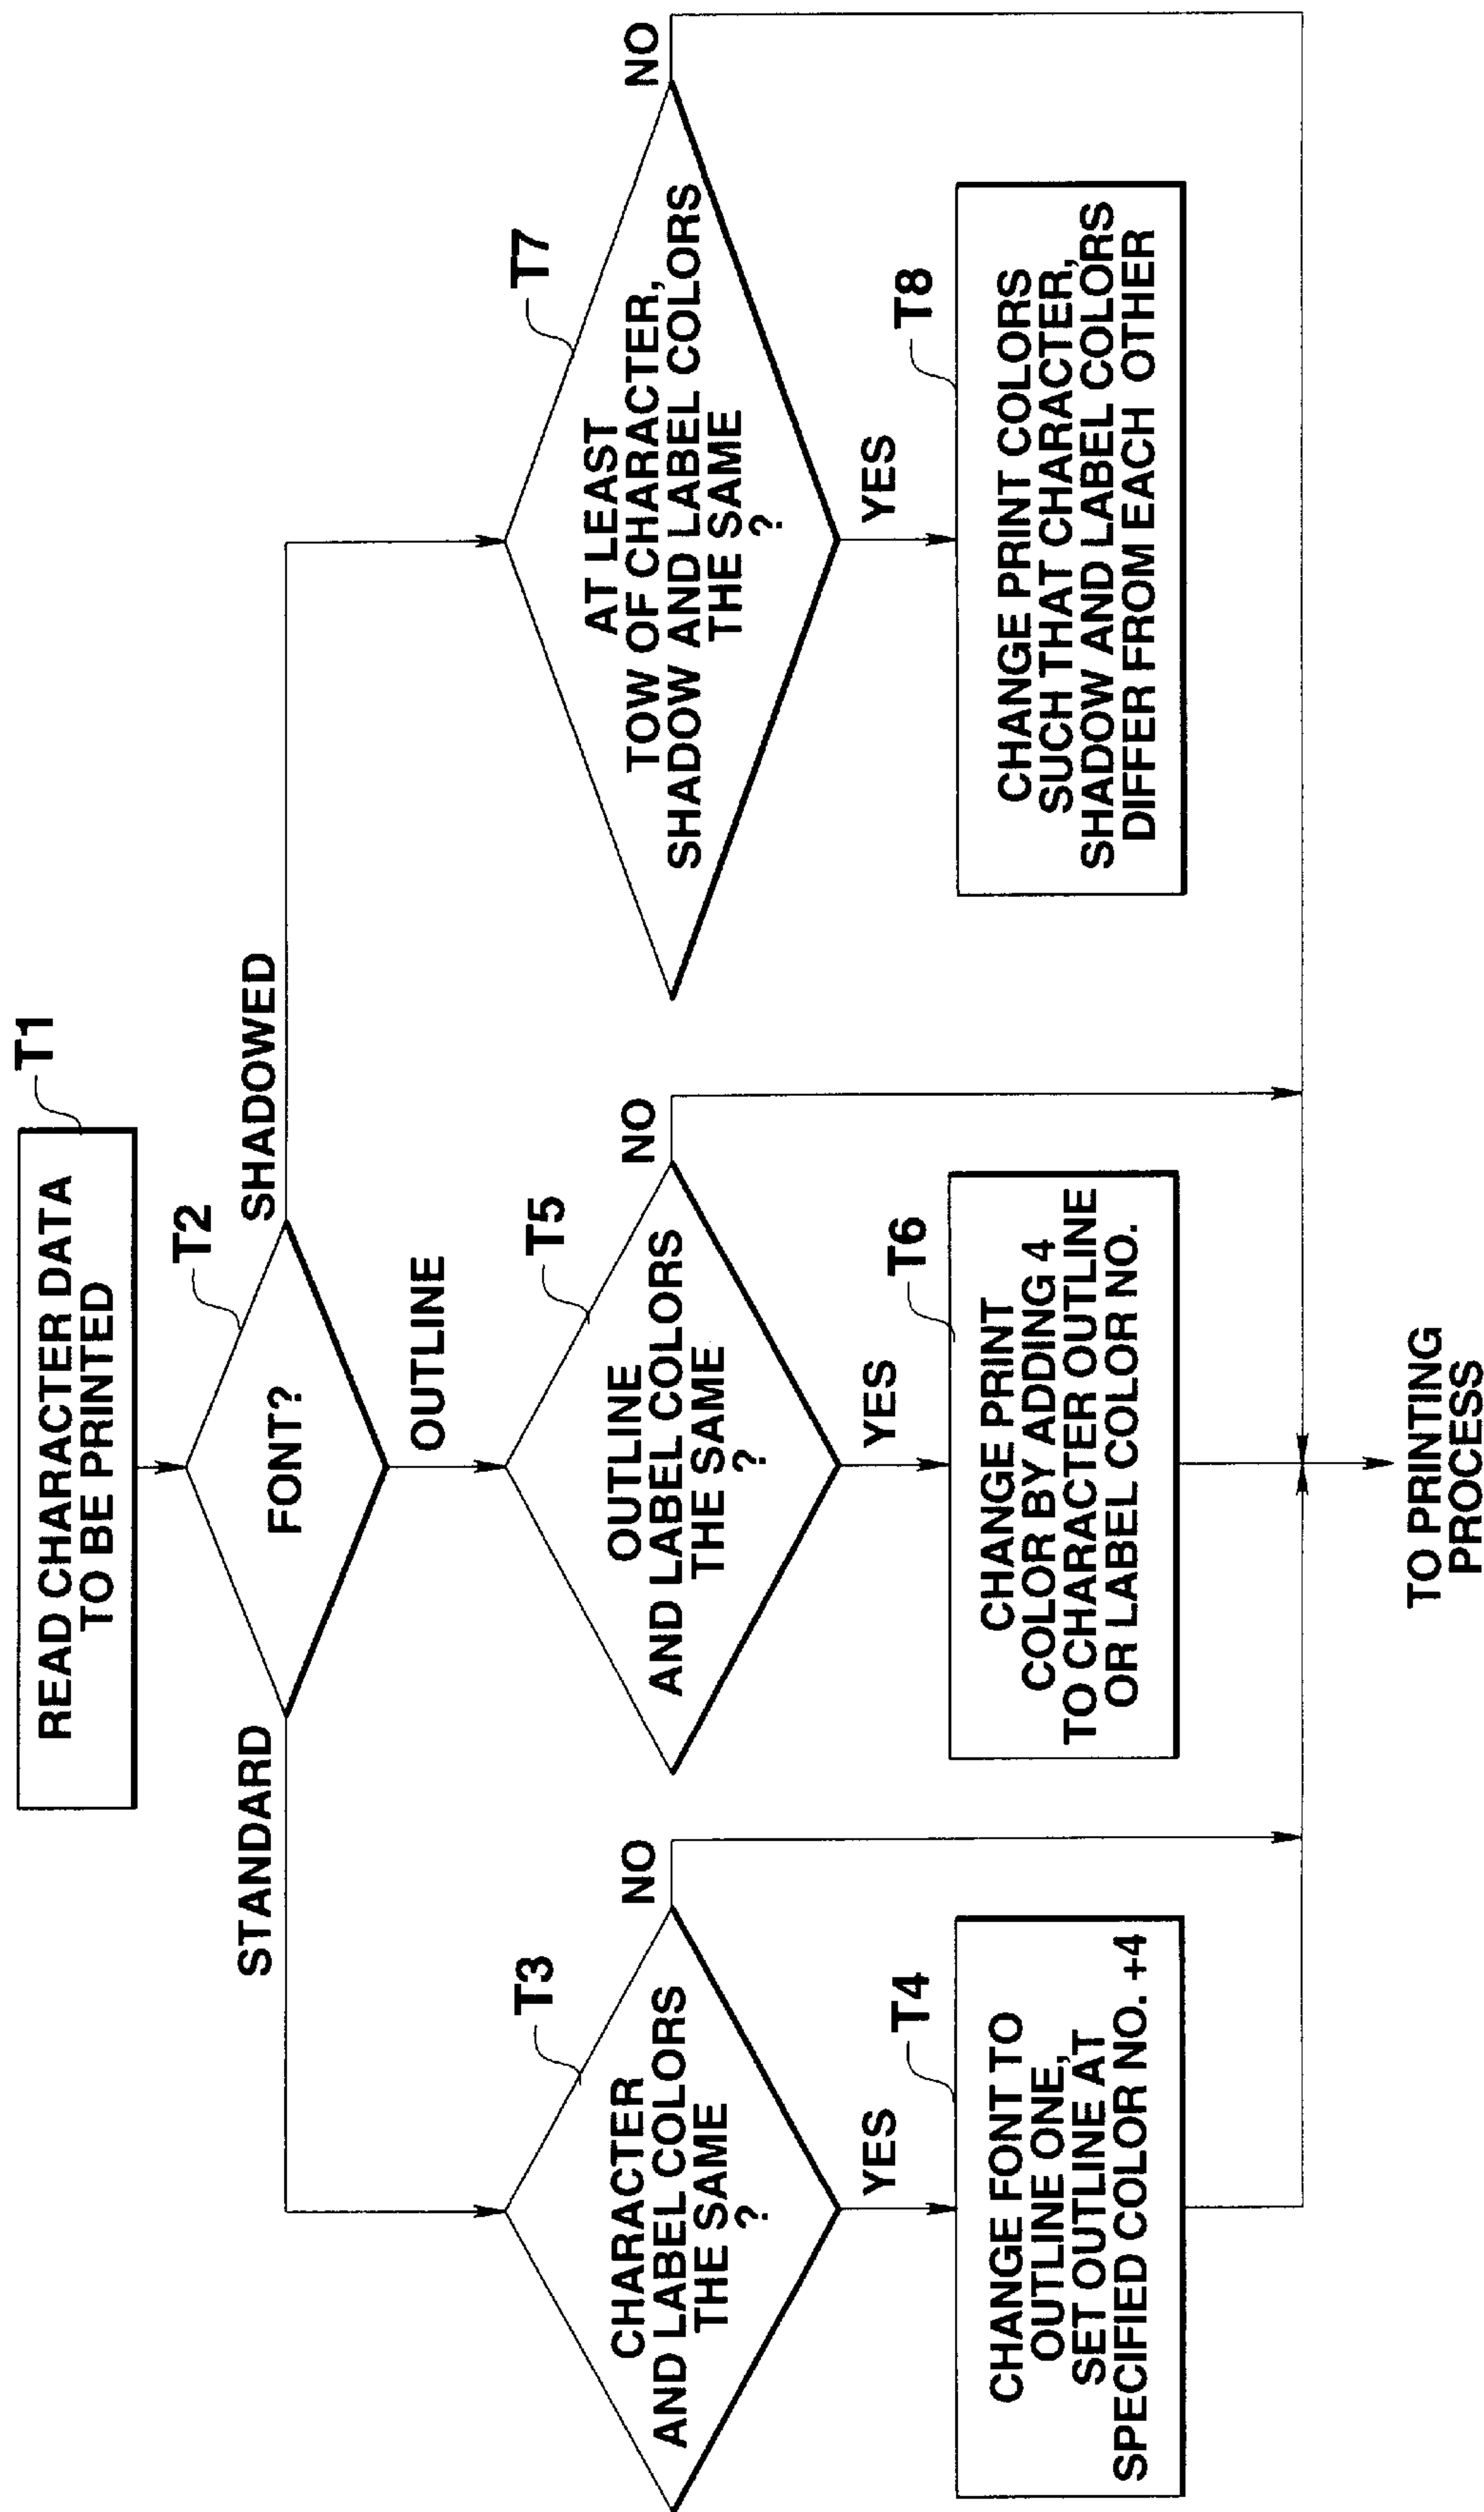 READ CHARACTER DATA
TO BE PRINTED
T1
T2
FONT?
STANDARD
OUTLINE
SHADOWED
T3
CHARACTER
AND LABEL COLORS
THE SAME
?
NO
YES
T4
CHANGE FONT TO
OUTLINE ONE,
SET OUTLINE AT
SPECIFIED COLOR NO. +4
T5
OUTLINE
AND LABEL COLORS
THE SAME
?
NO
YES
T6
CHANGE PRINT
COLOR BY ADDING 4
TO CHARACTER OUTLINE
OR LABEL COLOR NO.
T7
AT LEAST
TOW OF CHARACTER,
SHADOW AND LABEL COLORS
THE SAME
?
NO
YES
T8
CHANGE PRINT COLORS
SUCH THAT CHARACTER,
SHADOW AND LABEL COLORS
DIFFER FROM EACH OTHER
TO PRINTING
PROCESS